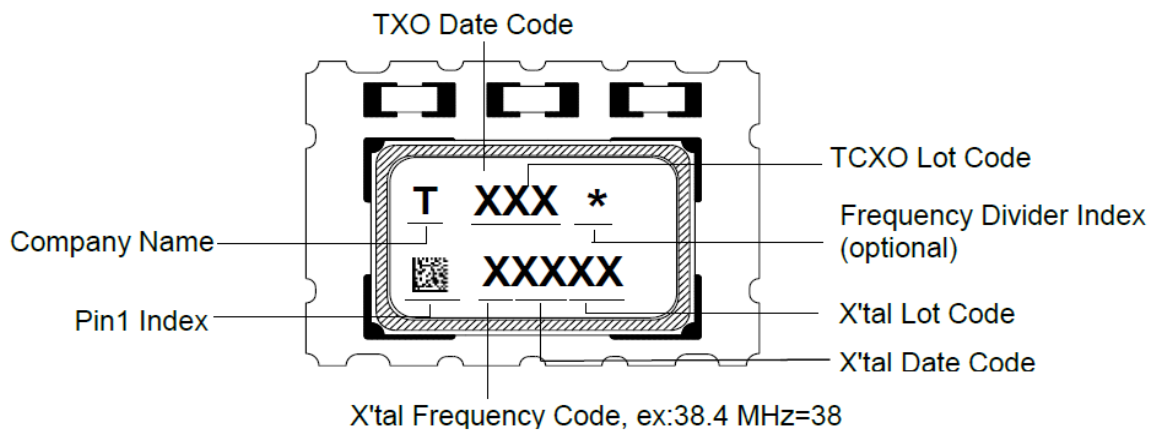 TXO Date Code
TCXO Lot Code
T XXX *
Frequency Divider Index
(optional)
Company Name
XXXXX
Pin1 Index
X'tal Lot Code
X'tal Date Code
X'tal Frequency Code, ex:38.4 MHz=38